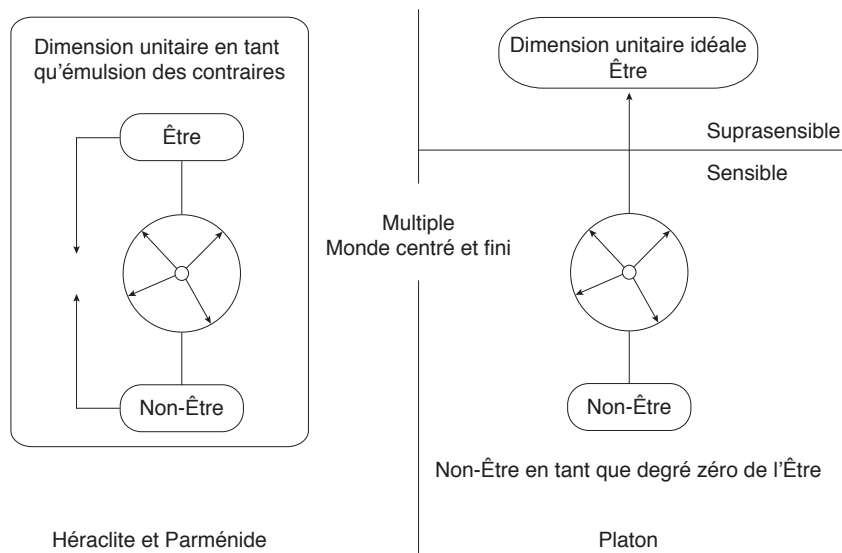 Dimension unitaire en tant
qu'émulsion des contraires
Être
Non-Être
Héraclite et Parménide
Multiple
Monde centré et fini
Dimension unitaire idéale
Être
Suprasensible
Sensible
Non-Être
Non-Être en tant que degré zéro de l'Être
Platon